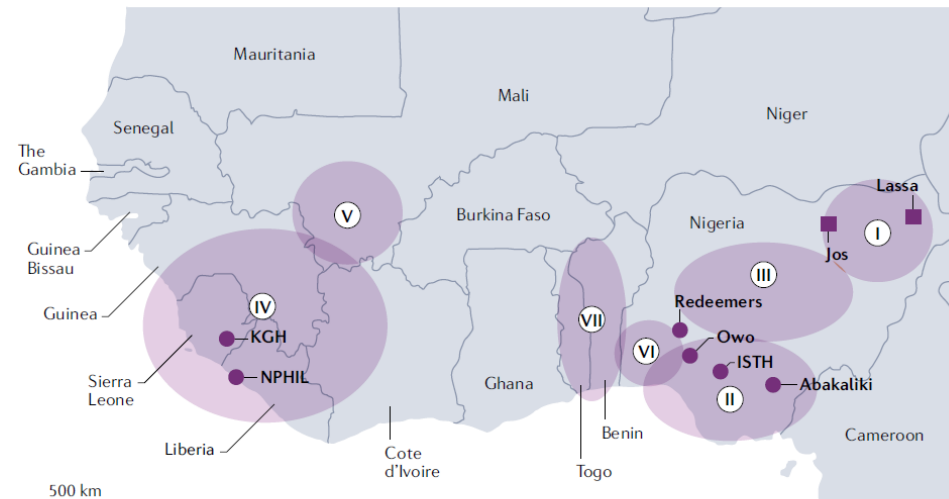 Mauritania
Mali
Niger
Senegal
The
Gambia
Guinea
Bissau
Guinea
Sierra
Leone
Liberia
Cote
d'Ivoire
Burkina Faso
Ghana
Togo
Benin
Nigeria
Cameroon
V
IV
KGH
NPHIL
VII
VI
Redeemers
Owo
ISTH
II
Abakaliki
III
Jos
I
Lassa
500 km